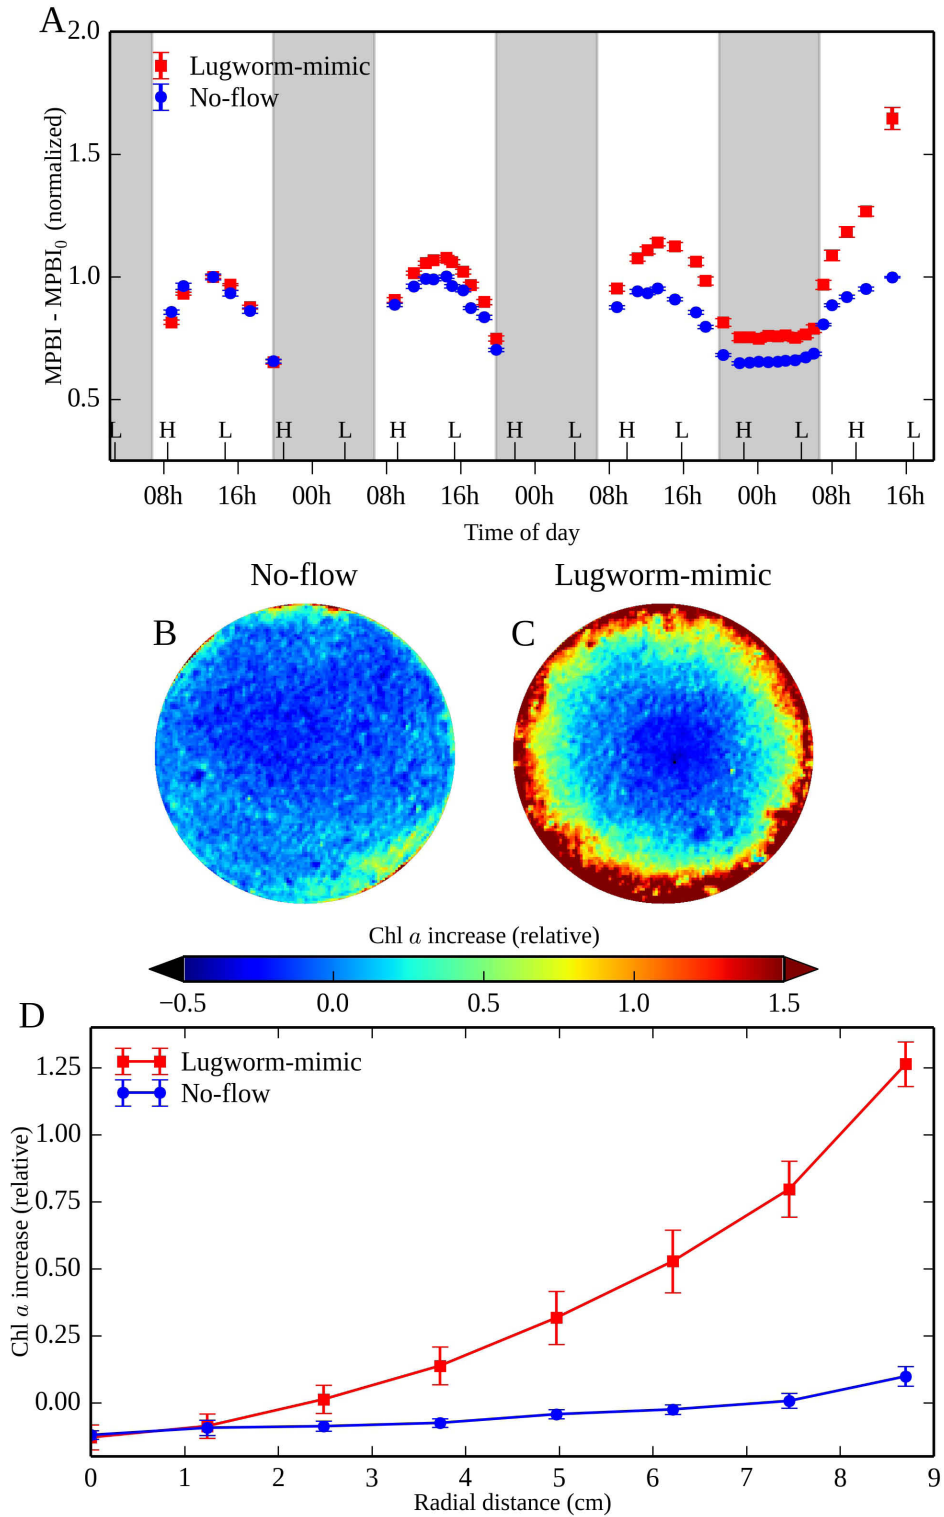 A
2.0
Lugworm-mimic
No-flow
1.5
1.0
0.5
MPBI - MPBI₀ (normalized)
L H L H L H L H L H L H L H L
08h 16h 00h 08h 16h 00h 08h 16h 00h 08h 16h
Time of day
No-flow Lugworm-mimic
B C
Chl a increase (relative)
−0.5 0.0 0.5 1.0 1.5
D
Lugworm-mimic
No-flow
1.25
1.00
0.75
0.50
0.25
0.00
Chl a increase (relative)
0 1 2 3 4 5 6 7 8 9
Radial distance (cm)